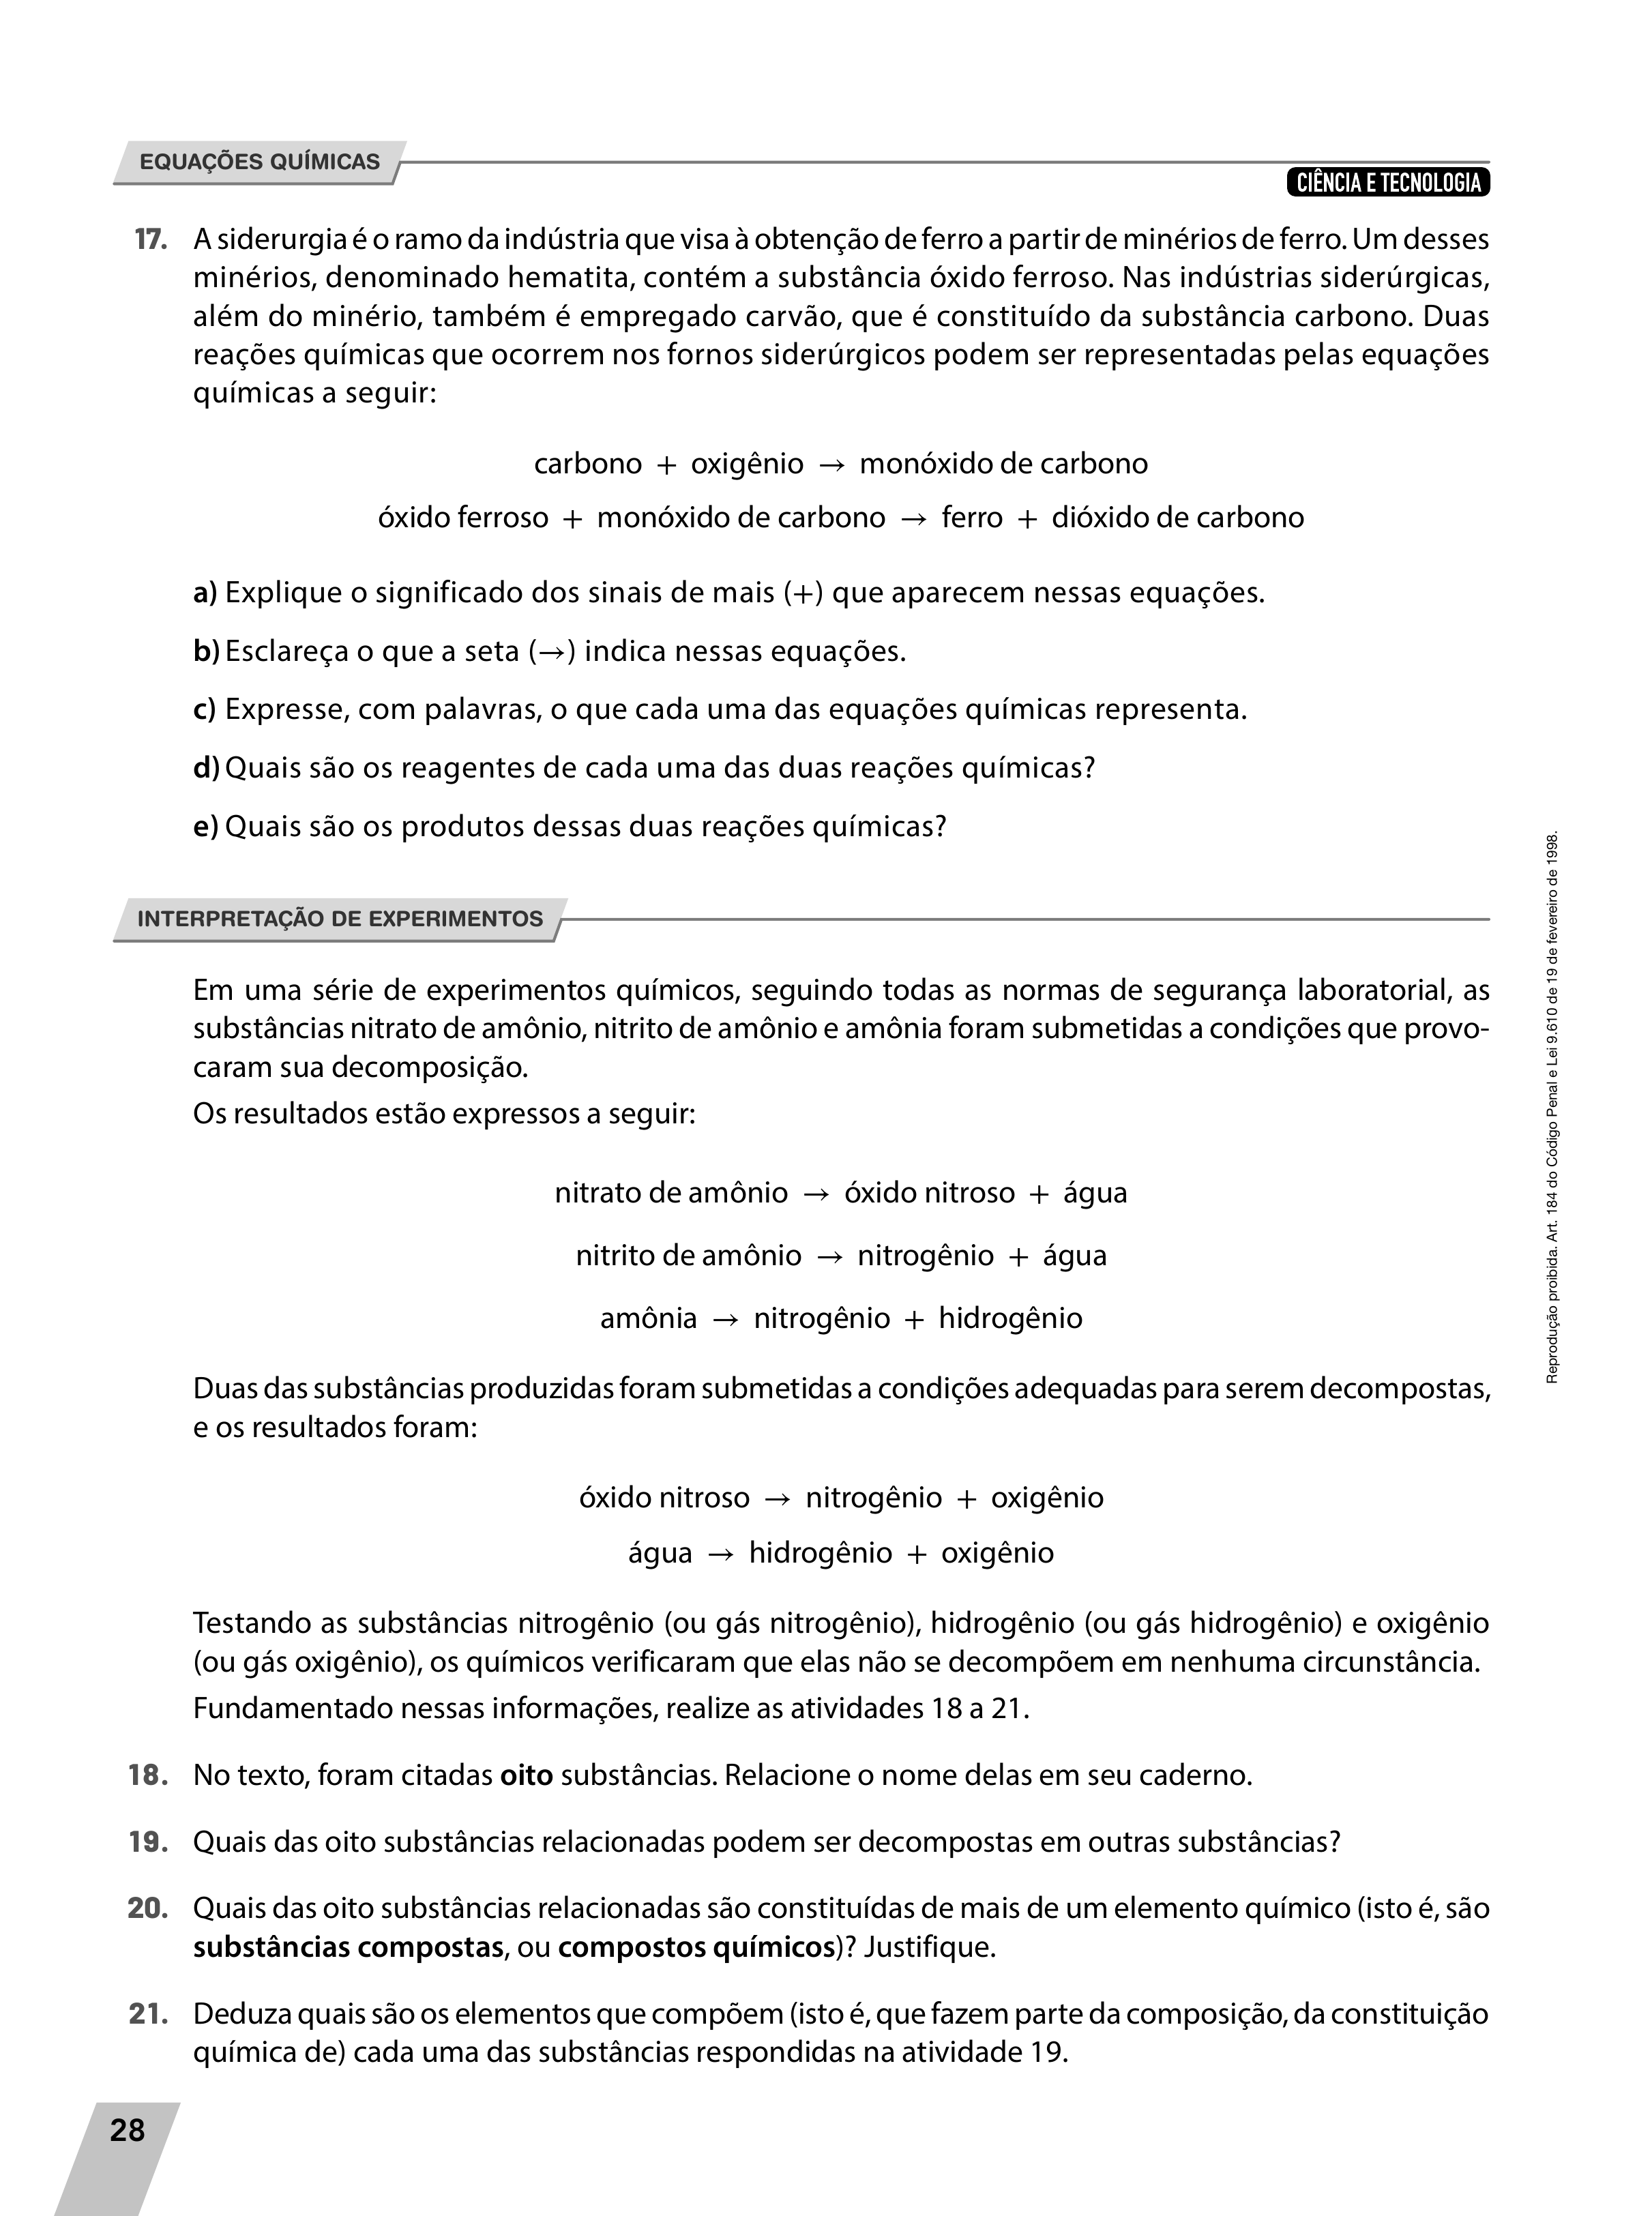 EQUAÇÕES QUÍMICAS
CIÊNCIA E TECNOLOGIA
17. A siderurgia é o ramo da indústria que visa à obtenção de ferro a partir de minérios de ferro. Um desses
minérios, denominado hematita, contém a substância óxido ferroso. Nas indústrias siderúrgicas,
além do minério, também é empregado carvão, que é constituído da substância carbono. Duas
reações químicas que ocorrem nos fornos siderúrgicos podem ser representadas pelas equações
químicas a seguir:
carbono + oxigênio → monóxido de carbono
óxido ferroso + monóxido de carbono → ferro + dióxido de carbono
a) Explique o significado dos sinais de mais (+) que aparecem nessas equações.
b) Esclareça o que a seta (→) indica nessas equações.
c) Expresse, com palavras, o que cada uma das equações químicas representa.
d) Quais são os reagentes de cada uma das duas reações químicas?
e) Quais são os produtos dessas duas reações químicas?
INTERPRETAÇÃO DE EXPERIMENTOS
Em uma série de experimentos químicos, seguindo todas as normas de segurança laboratorial, as
substâncias nitrato de amônio, nitrito de amônio e amônia foram submetidas a condições que provo-
caram sua decomposição.
Os resultados estão expressos a seguir:
nitrato de amônio → óxido nitroso + água
nitrito de amônio → nitrogênio + água
amônia → nitrogênio + hidrogênio
Duas das substâncias produzidas foram submetidas a condições adequadas para serem decompostas,
e os resultados foram:
óxido nitroso → nitrogênio + oxigênio
água → hidrogênio + oxigênio
Testando as substâncias nitrogênio (ou gás nitrogênio), hidrogênio (ou gás hidrogênio) e oxigênio
(ou gás oxigênio), os químicos verificaram que elas não se decompõem em nenhuma circunstância.
Fundamentado nessas informações, realize as atividades 18 a 21.
18. No texto, foram citadas oito substâncias. Relacione o nome delas em seu caderno.
19. Quais das oito substâncias relacionadas podem ser decompostas em outras substâncias?
20. Quais das oito substâncias relacionadas são constituídas de mais de um elemento químico (isto é, são
substâncias compostas, ou compostos químicos)? Justifique.
21. Deduza quais são os elementos que compõem (isto é, que fazem parte da composição, da constituição
química de) cada uma das substâncias respondidas na atividade 19.
28
Reprodução proibida. Art. 184 do Código Penal e Lei 9.610 de 19 de fevereiro de 1998.